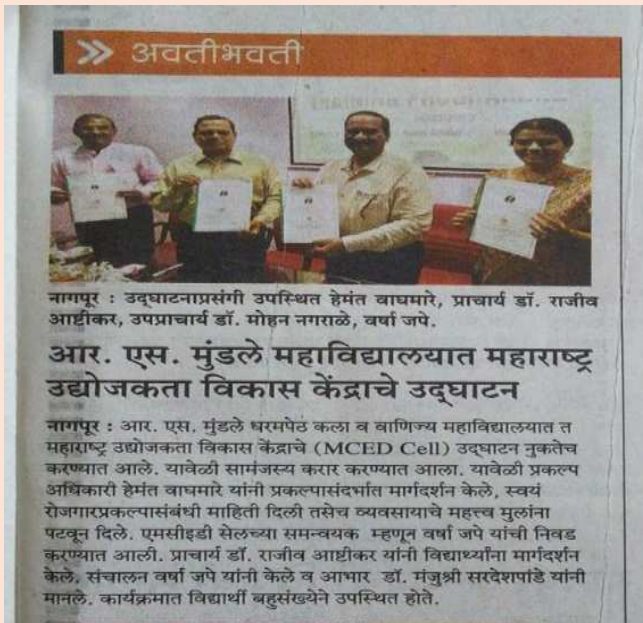 अवतीभवती
नागपूर : उद्‌घाटनाप्रसंगी उपस्थित हेमंत वाघमारे, प्राचार्य डॉ. राजीव
आष्टीकर, उपप्राचार्य डॉ. मोहन नगराळे, वर्षा जपे.
आर. एस. मुंडले महाविद्यालयात महाराष्ट्र
उद्योजकता विकास केंद्राचे उद्‌घाटन
नागपूर : आर. एस. मुंडले धरमपेठ कला व वाणिज्य महाविद्यालयात त
महाराष्ट्र उद्योजकता विकास केंद्राचे (MCED Cell) उद्‌घाटन नुकतेच
करण्यात आले. यावेळी सामंजस्य करार करण्यात आला. यावेळी प्रकल्प
अधिकारी हेमंत वाघमारे यांनी प्रकल्पासंदर्भात मार्गदर्शन केले, स्वयं
रोजगारप्रकल्पासंबंधी माहिती दिली तसेच व्यवसायाचे महत्त्व मुलांना
पटवून दिले. एमसीइडी सेलच्या समन्वयक म्हणून वर्षा जपे यांची निवड
करण्यात आली. प्राचार्य डॉ. राजीव आष्टीकर यांनी विद्यार्थ्यांना मार्गदर्शन
केले. संचालन वर्षा जपे यांनी केले व आभार डॉ. मंजुश्री सरदेशपांडे यांनी
मानले. कार्यक्रमात विद्यार्थी बहुसंख्येने उपस्थित होते.